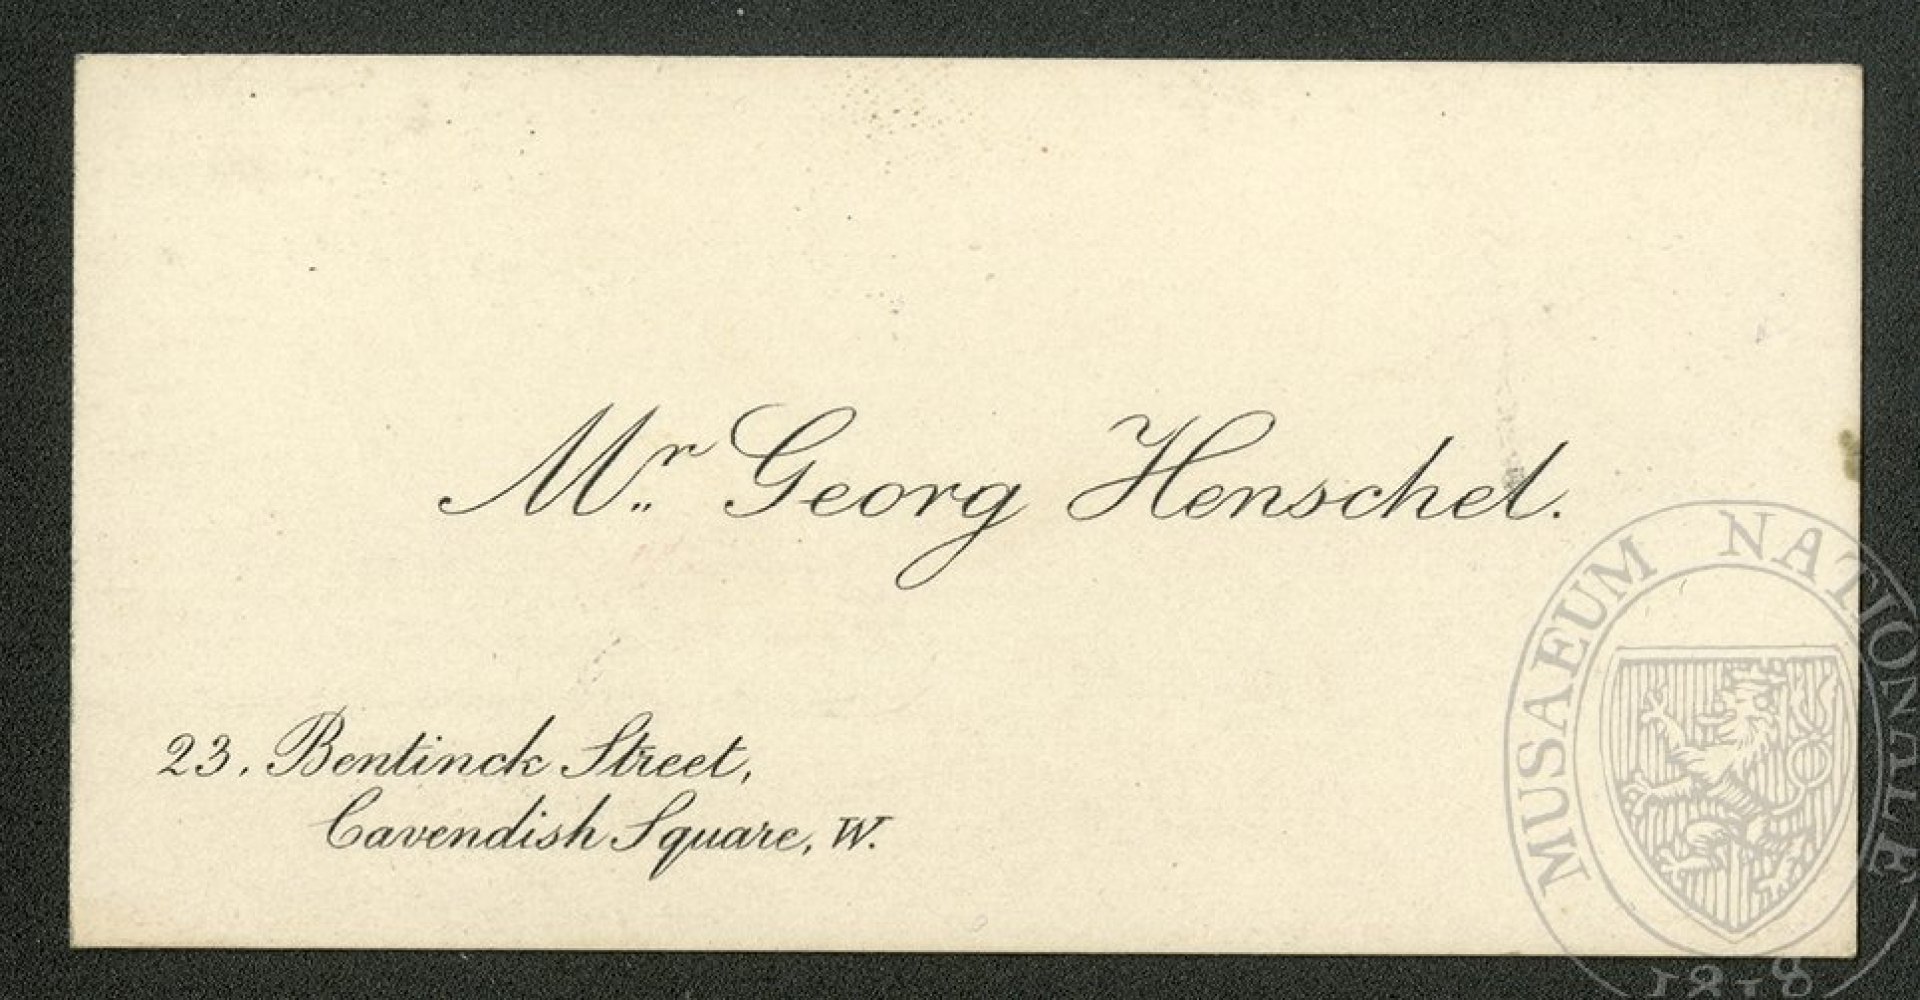 Mr. Georg Henschel.
23, Bentinck Street,
Cavendish Square, W.
MUSAEUM NATIONALE
1818